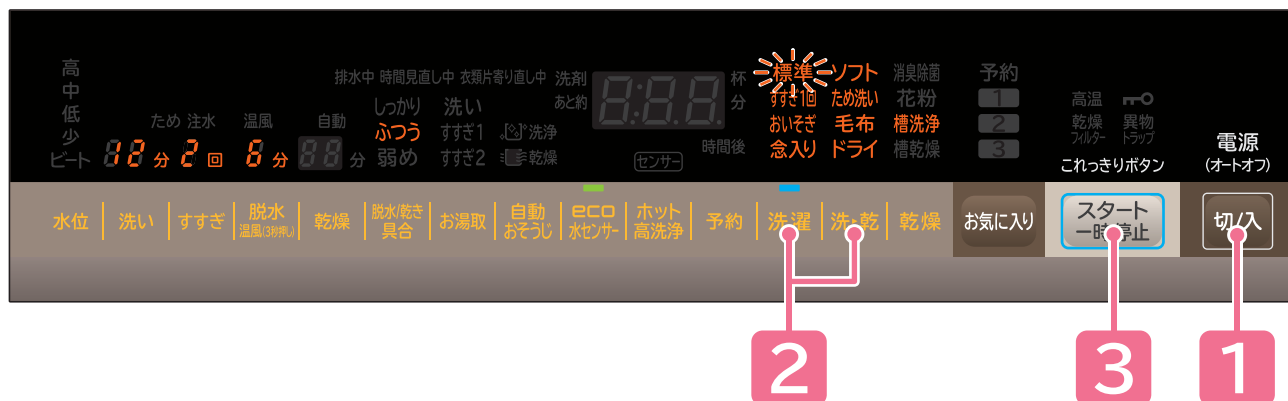 高
中
低
少
ビート
ため 注水
温風
自動
12 分 2 回 6 分 88 分
排水中 時間見直し中 衣類片寄り直し中
しっかり
ふつう
弱め
洗い
すすぎ1
すすぎ2
洗浄
乾燥
洗剤
あと約
8:88
杯
分
時間後
センサー
標準 ソフト 消臭除菌
すすぎ1回 ため洗い 花粉
おいそぎ 毛布 槽洗浄
念入り ドライ 槽乾燥
予約
1
2
3
高温
乾燥 異物
フィルター トラップ
これっきりボタン
電源
(オートオフ)
水位
洗い
すすぎ
脱水
温風(3秒押し)
乾燥
脱水/乾き
具合
お湯取
自動
おそうじ
eco
水センサー
ホット
高洗浄
予約
洗濯
洗・乾
乾燥
お気に入り
スタート
一時停止
切/入
2
3
1